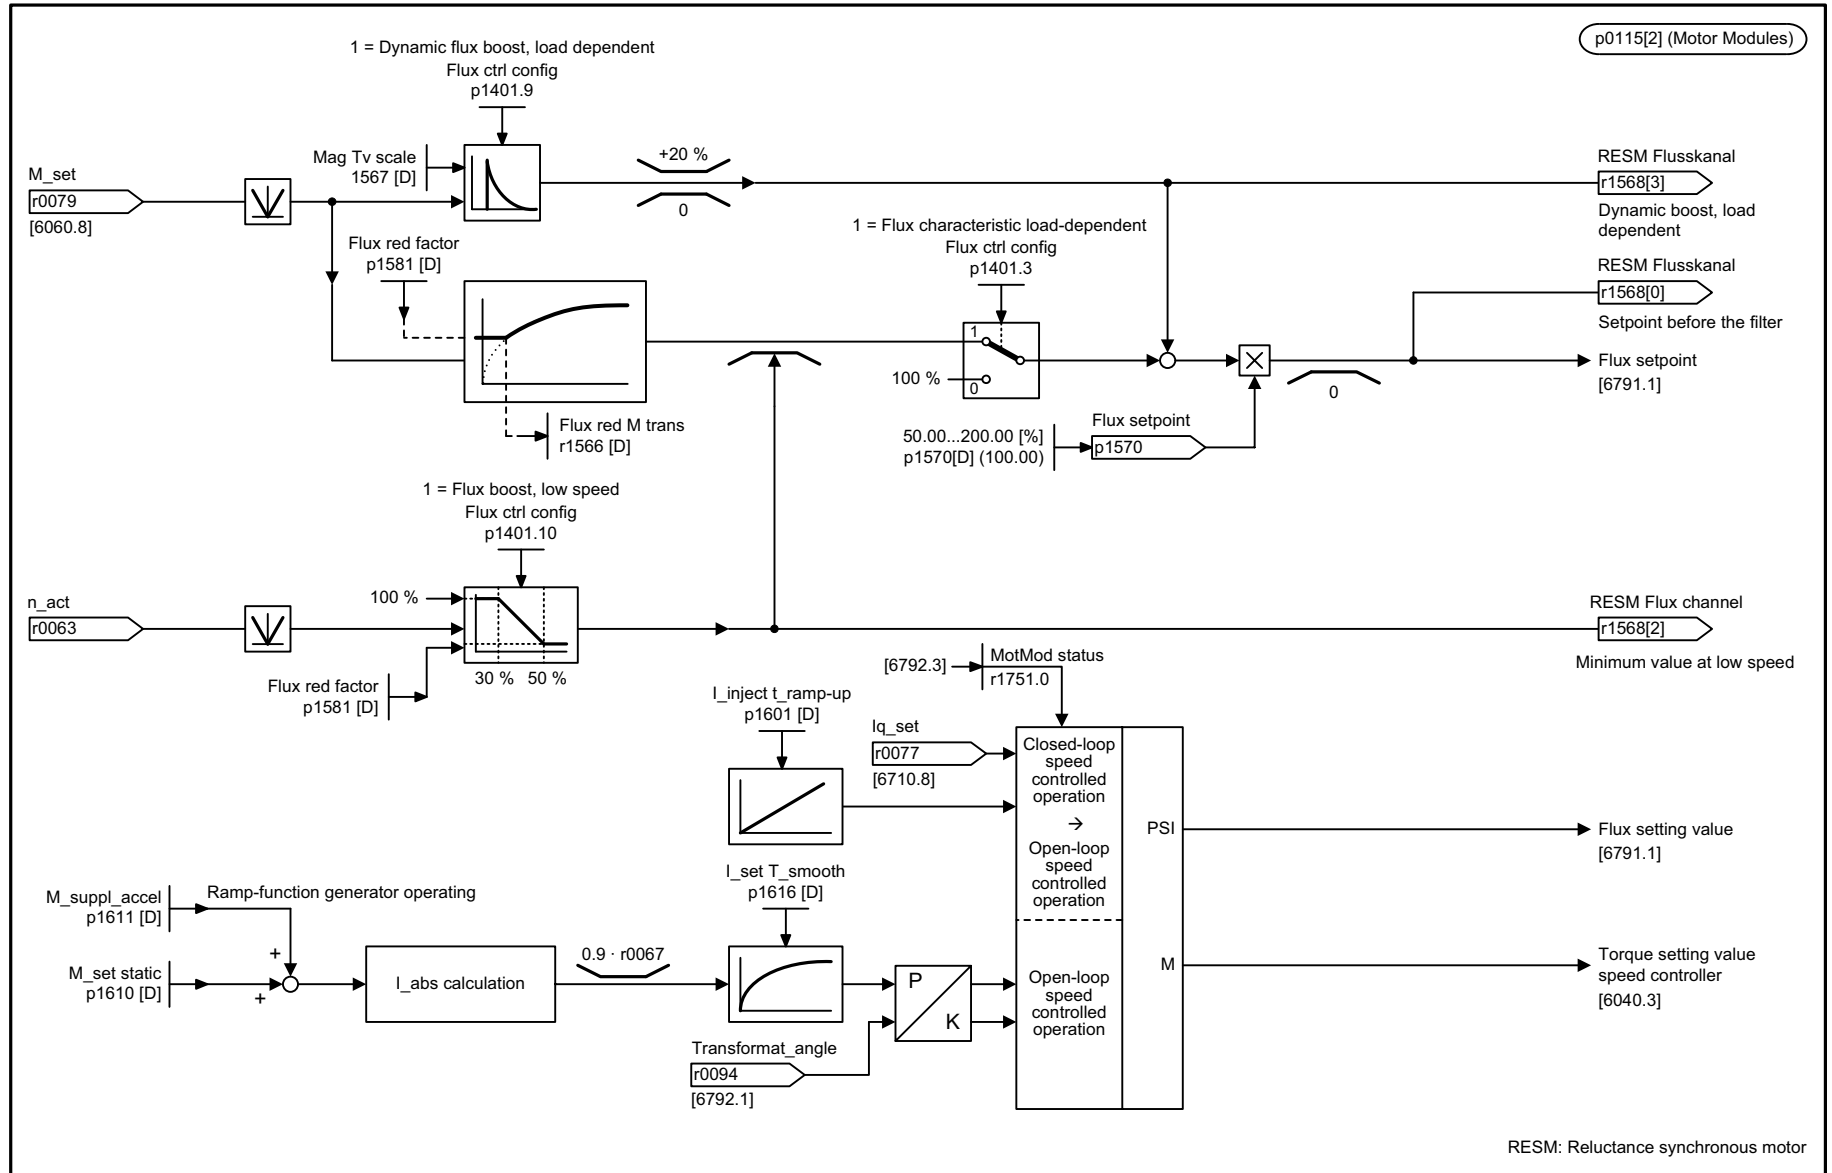 p0115[2] (Motor Modules)
1 = Dynamic flux boost, load dependent
Flux ctrl config
p1401.9
Mag Tv scale
1567 [D]
+20 %
0
M_set
r0079
[6060.8]
RESM Flusskanal
r1568[3]
Dynamic boost, load
dependent
Flux red factor
p1581 [D]
1 = Flux characteristic load-dependent
Flux ctrl config
p1401.3
1
100 %
0
RESM Flusskanal
r1568[0]
Setpoint before the filter
Flux setpoint
[6791.1]
0
Flux red M trans
r1566 [D]
50.00...200.00 [%]
p1570[D] (100.00)
Flux setpoint
p1570
1 = Flux boost, low speed
Flux ctrl config
p1401.10
100 %
n_act
r0063
30 %
50 %
Flux red factor
p1581 [D]
RESM Flux channel
r1568[2]
Minimum value at low speed
[6792.3]
MotMod status
r1751.0
I_inject t_ramp-up
p1601 [D]
Iq_set
r0077
[6710.8]
Closed-loop
speed
controlled
operation
→
Open-loop
speed
controlled
operation
PSI
Flux setting value
[6791.1]
I_set T_smooth
p1616 [D]
M_suppl_accel
p1611 [D]
Ramp-function generator operating
+
M_set static
p1610 [D]
+
I_abs calculation
0.9 · r0067
P
K
Open-loop
speed
controlled
operation
M
Torque setting value
speed controller
[6040.3]
Transformat_angle
r0094
[6792.1]
RESM: Reluctance synchronous motor